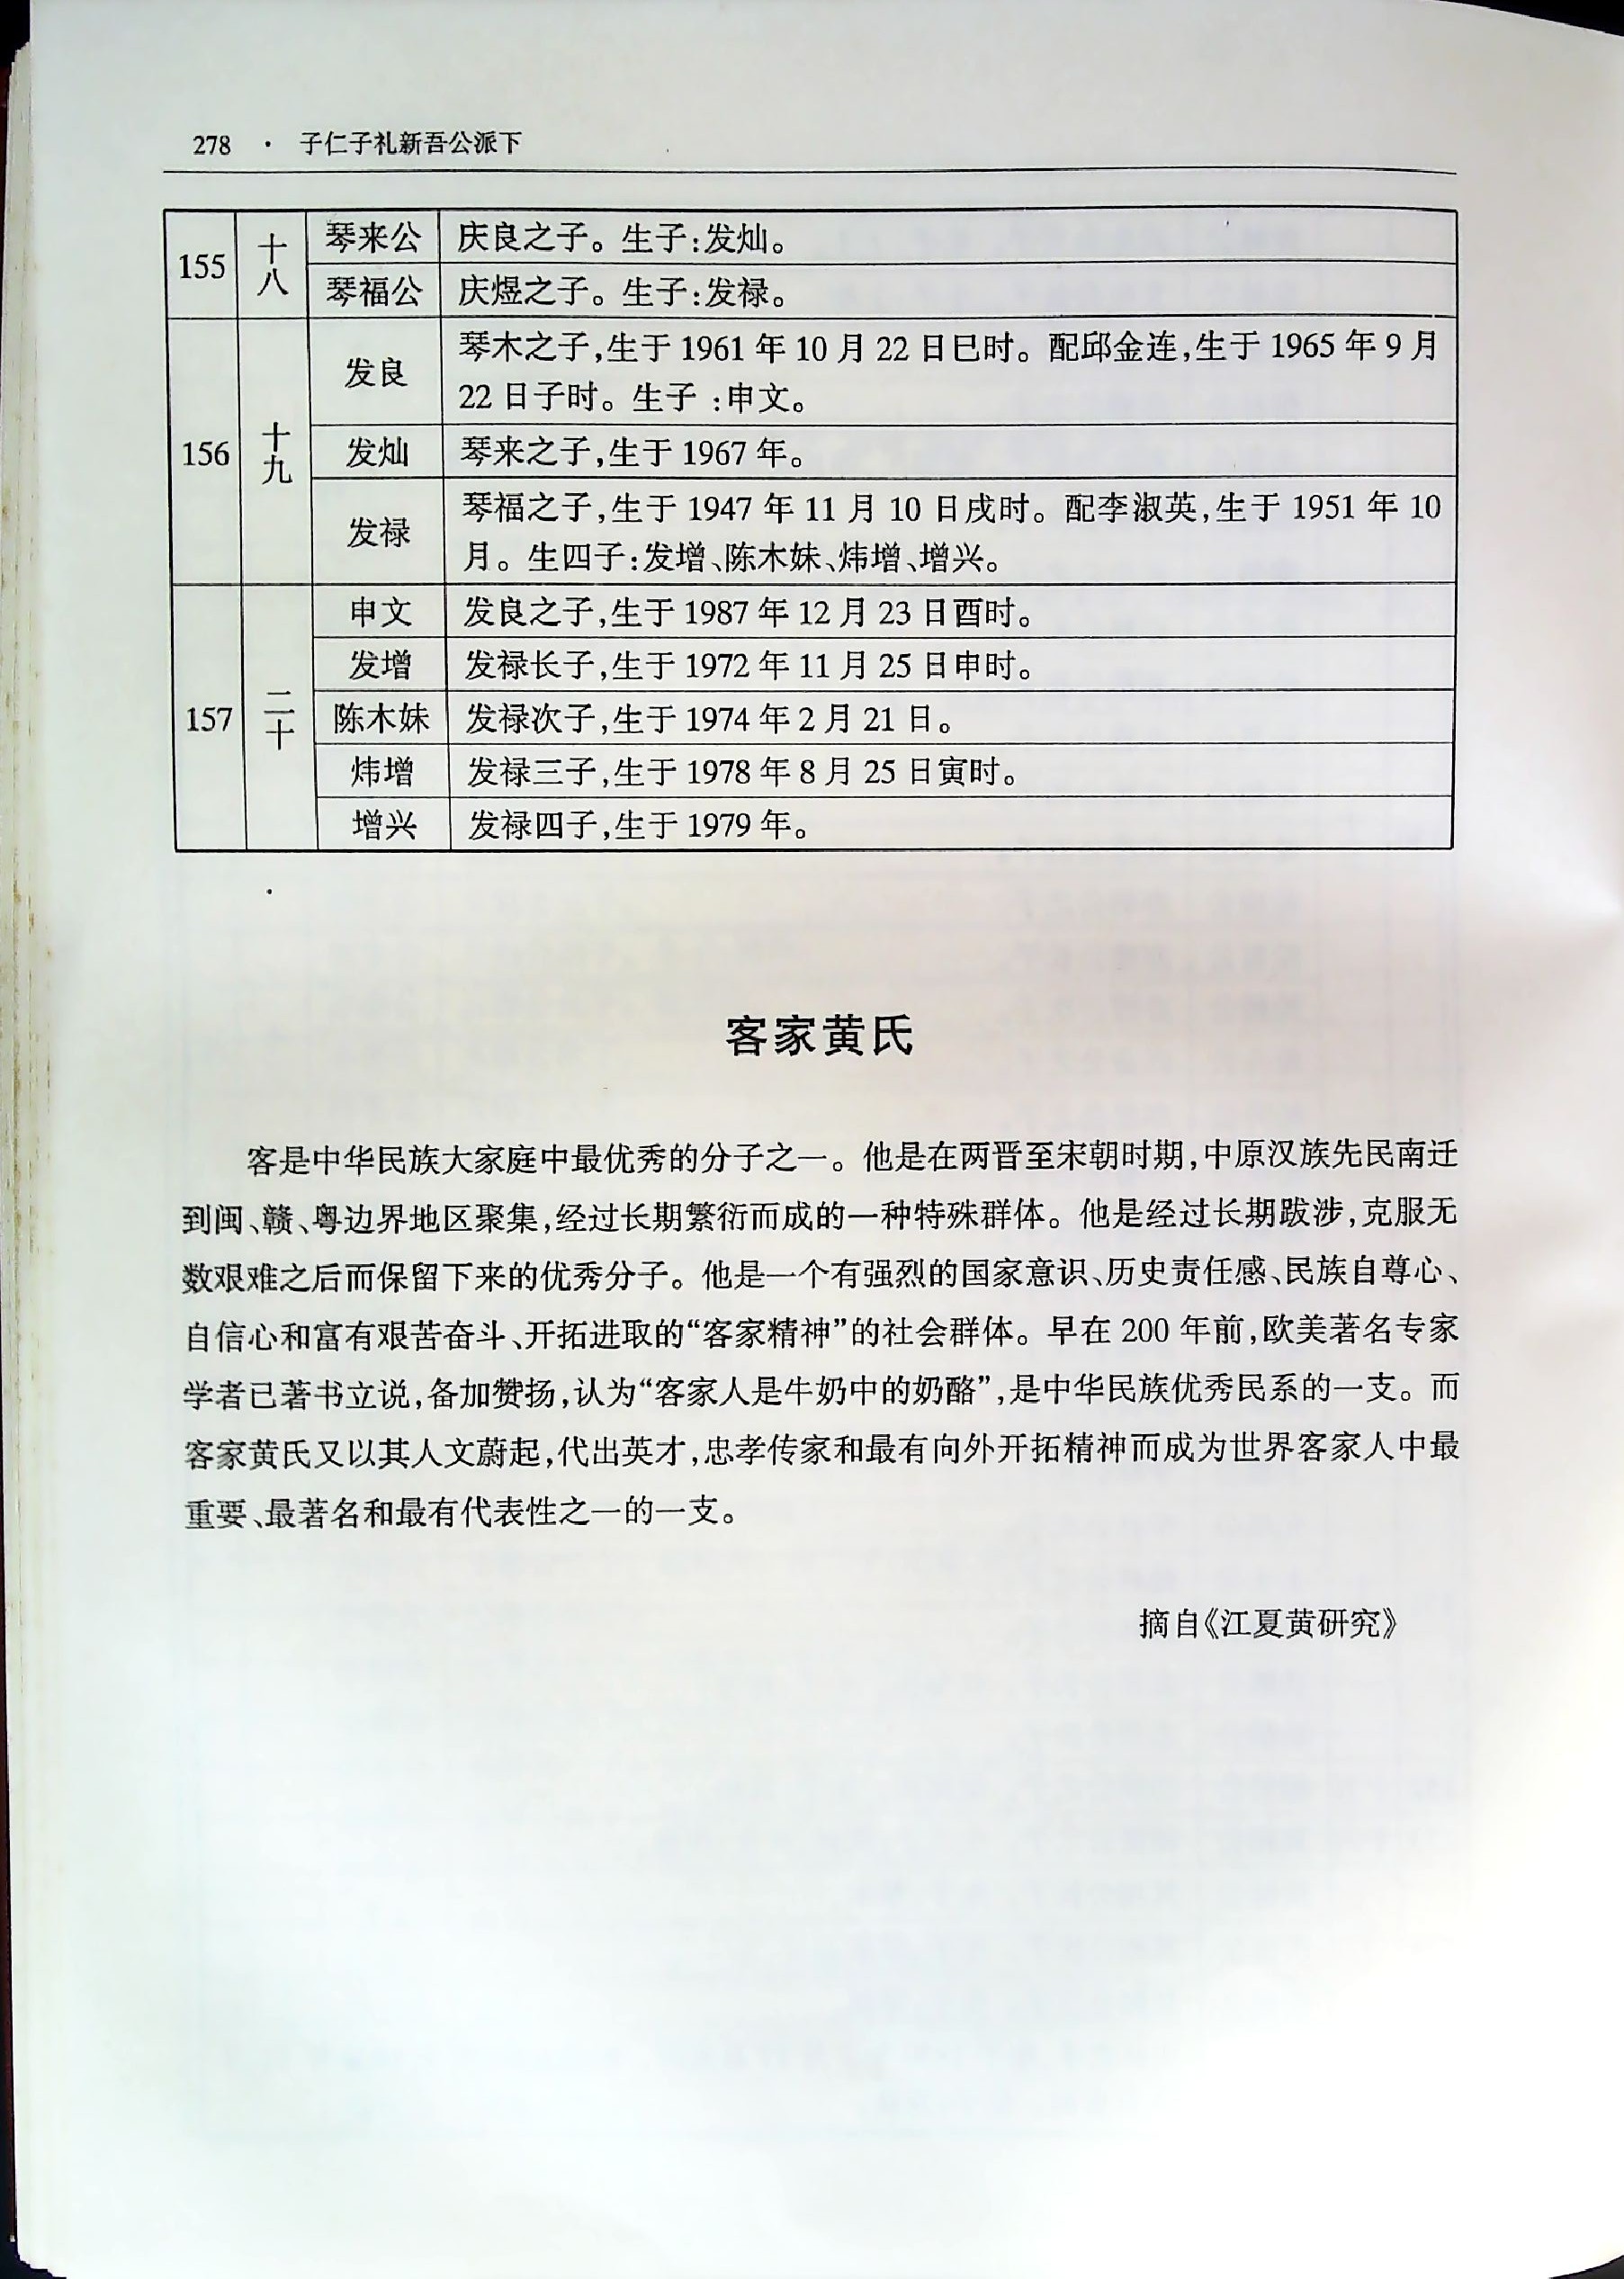 278 · 子仁子礼新吾公派下
155 十八 琴来公 庆良之子。生子:发灿。
琴福公 庆煜之子。生子:发禄。
156 十九 发良 琴木之子,生于 1961 年 10 月 22 日巳时。配邱金连,生于 1965 年 9 月
22 日子时。生子:申文。
发灿 琴来之子,生于 1967 年。
发禄 琴福之子,生于 1947 年 11 月 10 日戌时。配李淑英,生于 1951 年 10
月。生四子:发增、陈木妹、炜增、增兴。
157 二十 申文 发良之子,生于 1987 年 12 月 23 日酉时。
发增 发禄长子,生于 1972 年 11 月 25 日申时。
陈木妹 发禄次子,生于 1974 年 2 月 21 日。
炜增 发禄三子,生于 1978 年 8 月 25 日寅时。
增兴 发禄四子,生于 1979 年。
客家黄氏
客是中华民族大家庭中最优秀的分子之一。他是在两晋至宋朝时期,中原汉族先民南迁
到闽、赣、粤边界地区聚集,经过长期繁衍而成的一种特殊群体。他是经过长期跋涉,克服无
数艰难之后而保留下来的优秀分子。他是一个有强烈的国家意识、历史责任感、民族自尊心、
自信心和富有艰苦奋斗、开拓进取的“客家精神”的社会群体。早在 200 年前,欧美著名专家
学者已著书立说,备加赞扬,认为“客家人是牛奶中的奶酪”,是中华民族优秀民系的一支。而
客家黄氏又以其人文蔚起,代出英才,忠孝传家和最有向外开拓精神而成为世界客家人中最
重要、最著名和最有代表性之一的一支。
摘自《江夏黄研究》